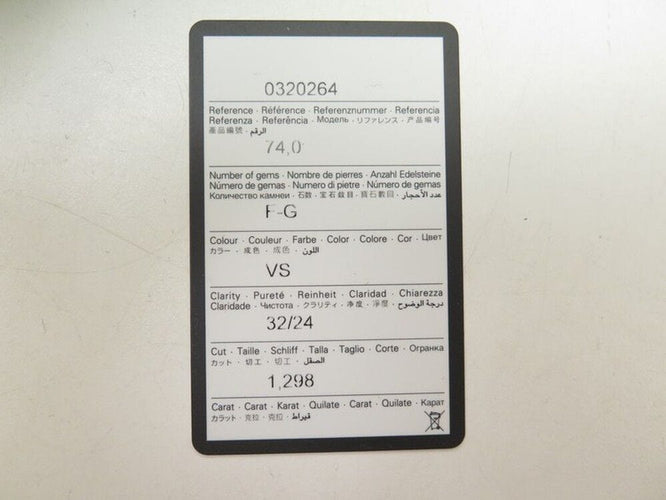 0320264
Reference · Référence · Referenznummer · Referencia
Referenza · Referência · Модель · リファレンス · 产品编号
產品編號 · الرقم
74,0
Number of gems · Nombre de pierres · Anzahl Edelsteine
Número de gemas · Numero di pietre · Número de gemas
Количество камней · 石数 · 宝石数目 · 寶石數目 · عدد الأحجار
F-G
Colour · Couleur · Farbe · Color · Colore · Cor · Цвет
カラー · 成色 · 成色 · اللون
VS
Clarity · Pureté · Reinheit · Claridad · Chiarezza
Claridade · Чистота · クラリティ · 净度 · 淨度 · درجة الوضوح
32/24
Cut · Taille · Schliff · Talla · Taglio · Corte · Огранка
カット · 切工 · 切工 · الصقل
1,298
Carat · Carat · Karat · Quilate · Carat · Quilate · Карат
カラット · 克拉 · 克拉 · قيراط